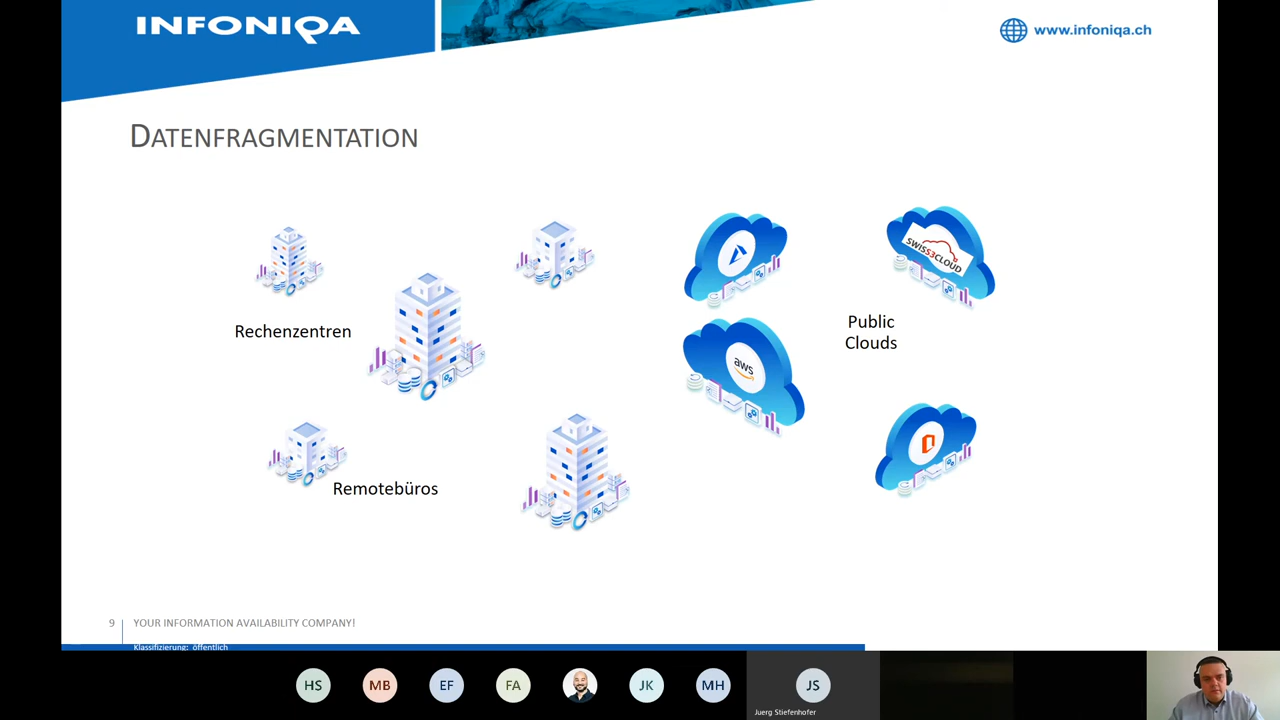 INFONIQA
www.infoniqa.ch
DATENFRAGMENTATION
SWISS3CLOUD
Rechenzentren
Public
Clouds
aws
Remotebüros
9 YOUR INFORMATION AVAILABILITY COMPANY!
Klassifizierung: öffentlich
HS MB EF FA JK MH JS
Juerg Stiefenhofer